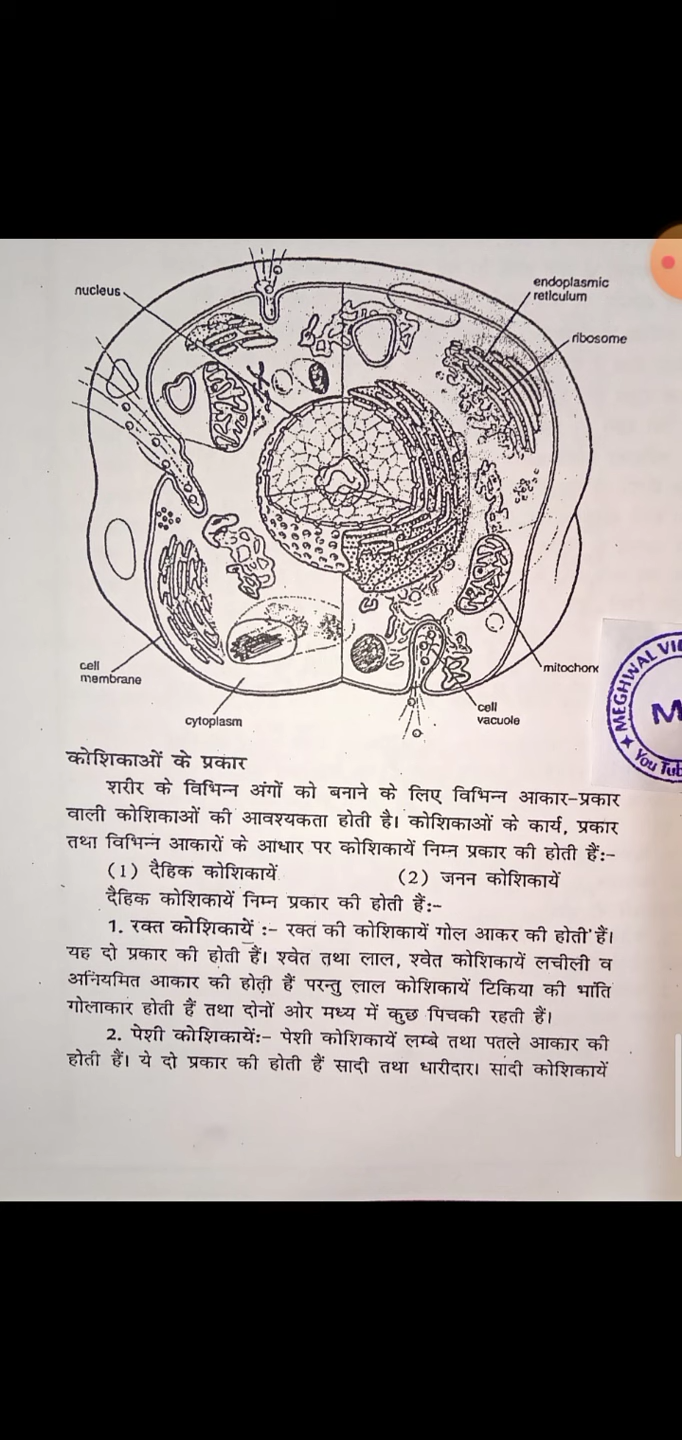 nucleus
endoplasmic
reticulum
ribosome
mitochon
cell
membrane
cytoplasm
cell
vacuole
MEGHWAL
You Tub
कोशिकाओं के प्रकार
शरीर के विभिन्न अंगों को बनाने के लिए विभिन्न आकार-प्रकार
वाली कोशिकाओं की आवश्यकता होती है। कोशिकाओं के कार्य, प्रकार
तथा विभिन्न आकारों के आधार पर कोशिकायें निम्न प्रकार की होती हैं:-
(1) दैहिक कोशिकायें (2) जनन कोशिकायें
दैहिक कोशिकायें निम्न प्रकार की होती हैं:-
1. रक्त कोशिकायें :- रक्त की कोशिकायें गोल आकर की होती हैं।
यह दो प्रकार की होती हैं। श्वेत तथा लाल, श्वेत कोशिकायें लचीली व
अनियमित आकार की होती हैं परन्तु लाल कोशिकायें टिकिया की भांति
गोलाकार होती हैं तथा दोनों ओर मध्य में कुछ पिचकी रहती हैं।
2. पेशी कोशिकायें:- पेशी कोशिकायें लम्बे तथा पतले आकार की
होती हैं। ये दो प्रकार की होती हैं सादी तथा धारीदार। सादी कोशिकायें